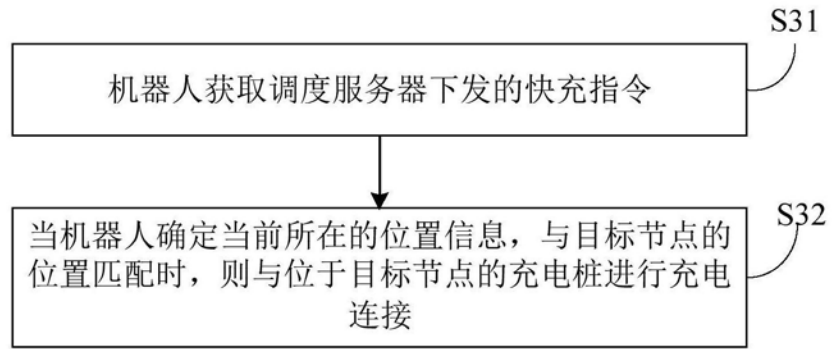 S31
机器人获取调度服务器下发的快充指令
S32
当机器人确定当前所在的位置信息，与目标节点的
位置匹配时，则与位于目标节点的充电桩进行充电
连接